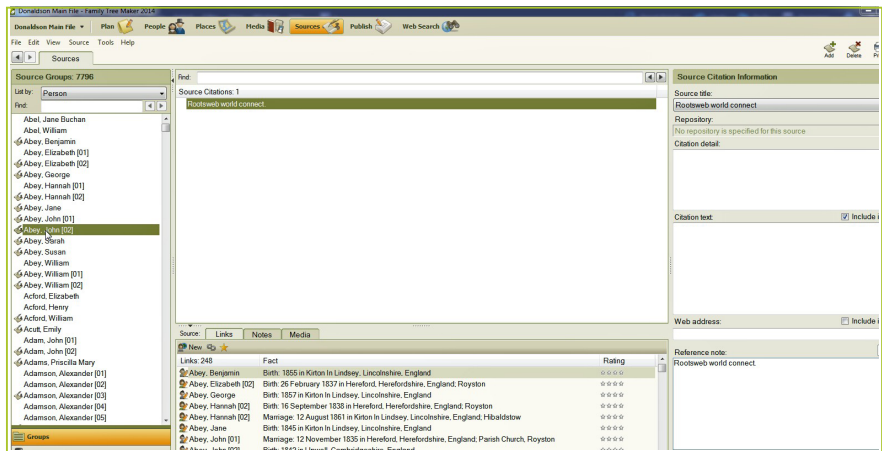 Donaldson Main File - Family Tree Maker 2014
Donaldson Main File Plan People Places Media Sources Publish Web Search
File Edit View Source Tools Help
Sources
Add Delete
Source Groups: 7796
List by: Person
Find:
Abel, Jane Buchan
Abel, William
Abey, Benjamin
Abey, Elizabeth [01]
Abey, Elizabeth [02]
Abey, George
Abey, Hannah [01]
Abey, Hannah [02]
Abey, Jane
Abey, John [01]
Abey, John [02]
Abey, Sarah
Abey, Susan
Abey, William
Abey, William [01]
Abey, William [02]
Acford, Elizabeth
Acford, Henry
Acford, William
Acutt, Emily
Adam, John [01]
Adam, John [02]
Adams, Priscilla Mary
Adamson, Alexander [01]
Adamson, Alexander [02]
Adamson, Alexander [03]
Adamson, Alexander [04]
Adamson, Alexander [05]
Groups
Find:
Source Citations: 1
Rootsweb world connect.
Source: Links Notes Media
New
Links: 248 Fact Rating
Abey, Benjamin Birth: 1855 in Kirton In Lindsey, Lincolnshire, England
Abey, Elizabeth [02] Birth: 26 February 1837 in Hereford, Herefordshire, England; Royston
Abey, George Birth: 1857 in Kirton In Lindsey, Lincolnshire, England
Abey, Hannah [02] Birth: 16 September 1838 in Hereford, Herefordshire, England; Royston
Abey, Hannah [02] Marriage: 12 August 1861 in Kirton In Lindsey, Lincolnshire, England; Hibaldstow
Abey, Jane Birth: 1845 in Kirton In Lindsey, Lincolnshire, England
Abey, John [01] Marriage: 12 November 1835 in Hereford, Herefordshire, England; Parish Church, Royston
Abey, John [02] Birth: 1842 in Upwell, Cambridgeshire, England
Source Citation Information
Source title:
Rootsweb world connect.
Repository:
No repository is specified for this source
Citation detail:
Citation text: Include
Web address: Include
Reference note:
Rootsweb world connect.